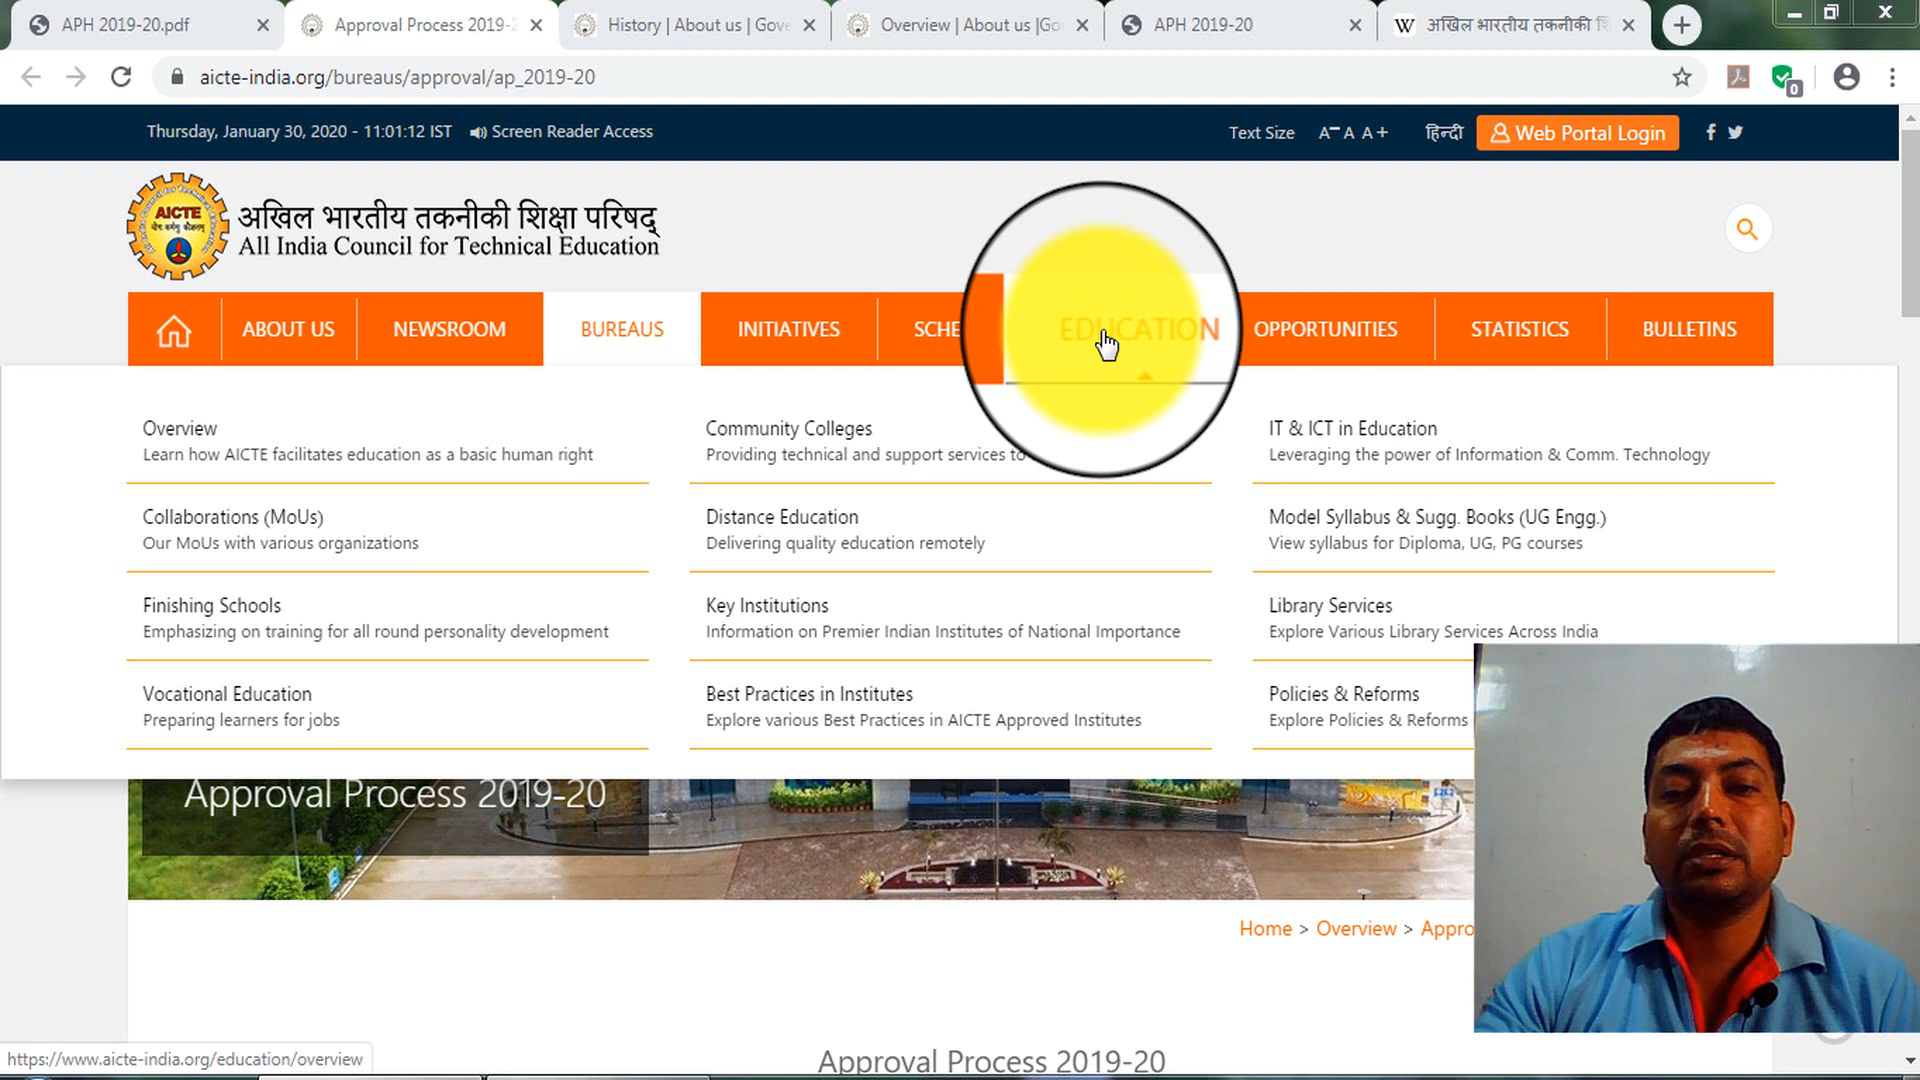 APH 2019-20.pdf
Approval Process 2019-2
History | About us | Gove
Overview | About us |Go
APH 2019-20
W अखिल भारतीय तकनीकी शि
aicte-india.org/bureaus/approval/ap_2019-20
0
Thursday, January 30, 2020 - 11:01:12 IST
Screen Reader Access
Text Size A- A A+
हिन्दी
Web Portal Login
AICTE
अखिल भारतीय तकनीकी शिक्षा परिषद्
All India Council for Technical Education
ABOUT US NEWSROOM BUREAUS INITIATIVES SCHE EDUCATION OPPORTUNITIES STATISTICS BULLETINS
Overview
Learn how AICTE facilitates education as a basic human right
Community Colleges
Providing technical and support services to
IT & ICT in Education
Leveraging the power of Information & Comm. Technology
Collaborations (MoUs)
Our MoUs with various organizations
Distance Education
Delivering quality education remotely
Model Syllabus & Sugg. Books (UG Engg.)
View syllabus for Diploma, UG, PG courses
Finishing Schools
Emphasizing on training for all round personality development
Key Institutions
Information on Premier Indian Institutes of National Importance
Library Services
Explore Various Library Services Across India
Vocational Education
Preparing learners for jobs
Best Practices in Institutes
Explore various Best Practices in AICTE Approved Institutes
Policies & Reforms
Explore Policies & Reforms
Approval Process 2019-20
Home > Overview > Appro
Approval Process 2019-20
https://www.aicte-india.org/education/overview